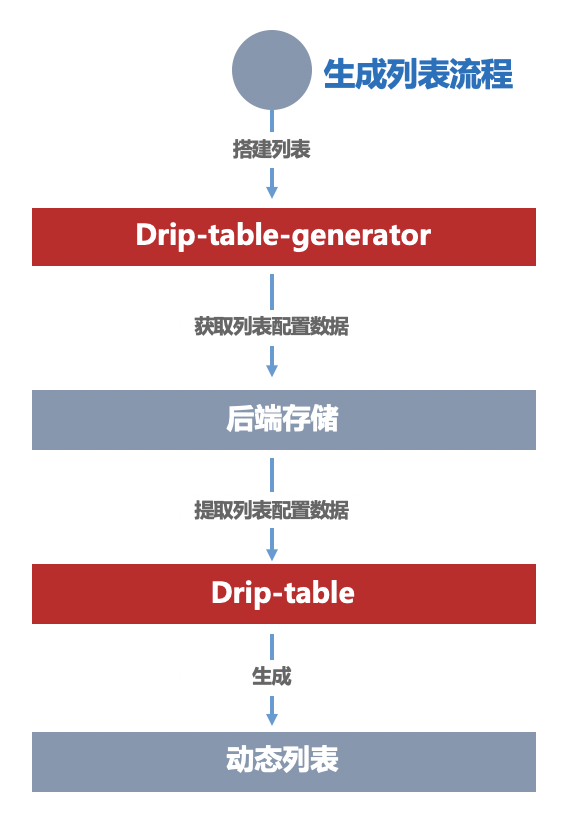 生成列表流程
搭建列表
Drip-table-generator
获取列表配置数据
后端存储
提取列表配置数据
Drip-table
生成
动态列表